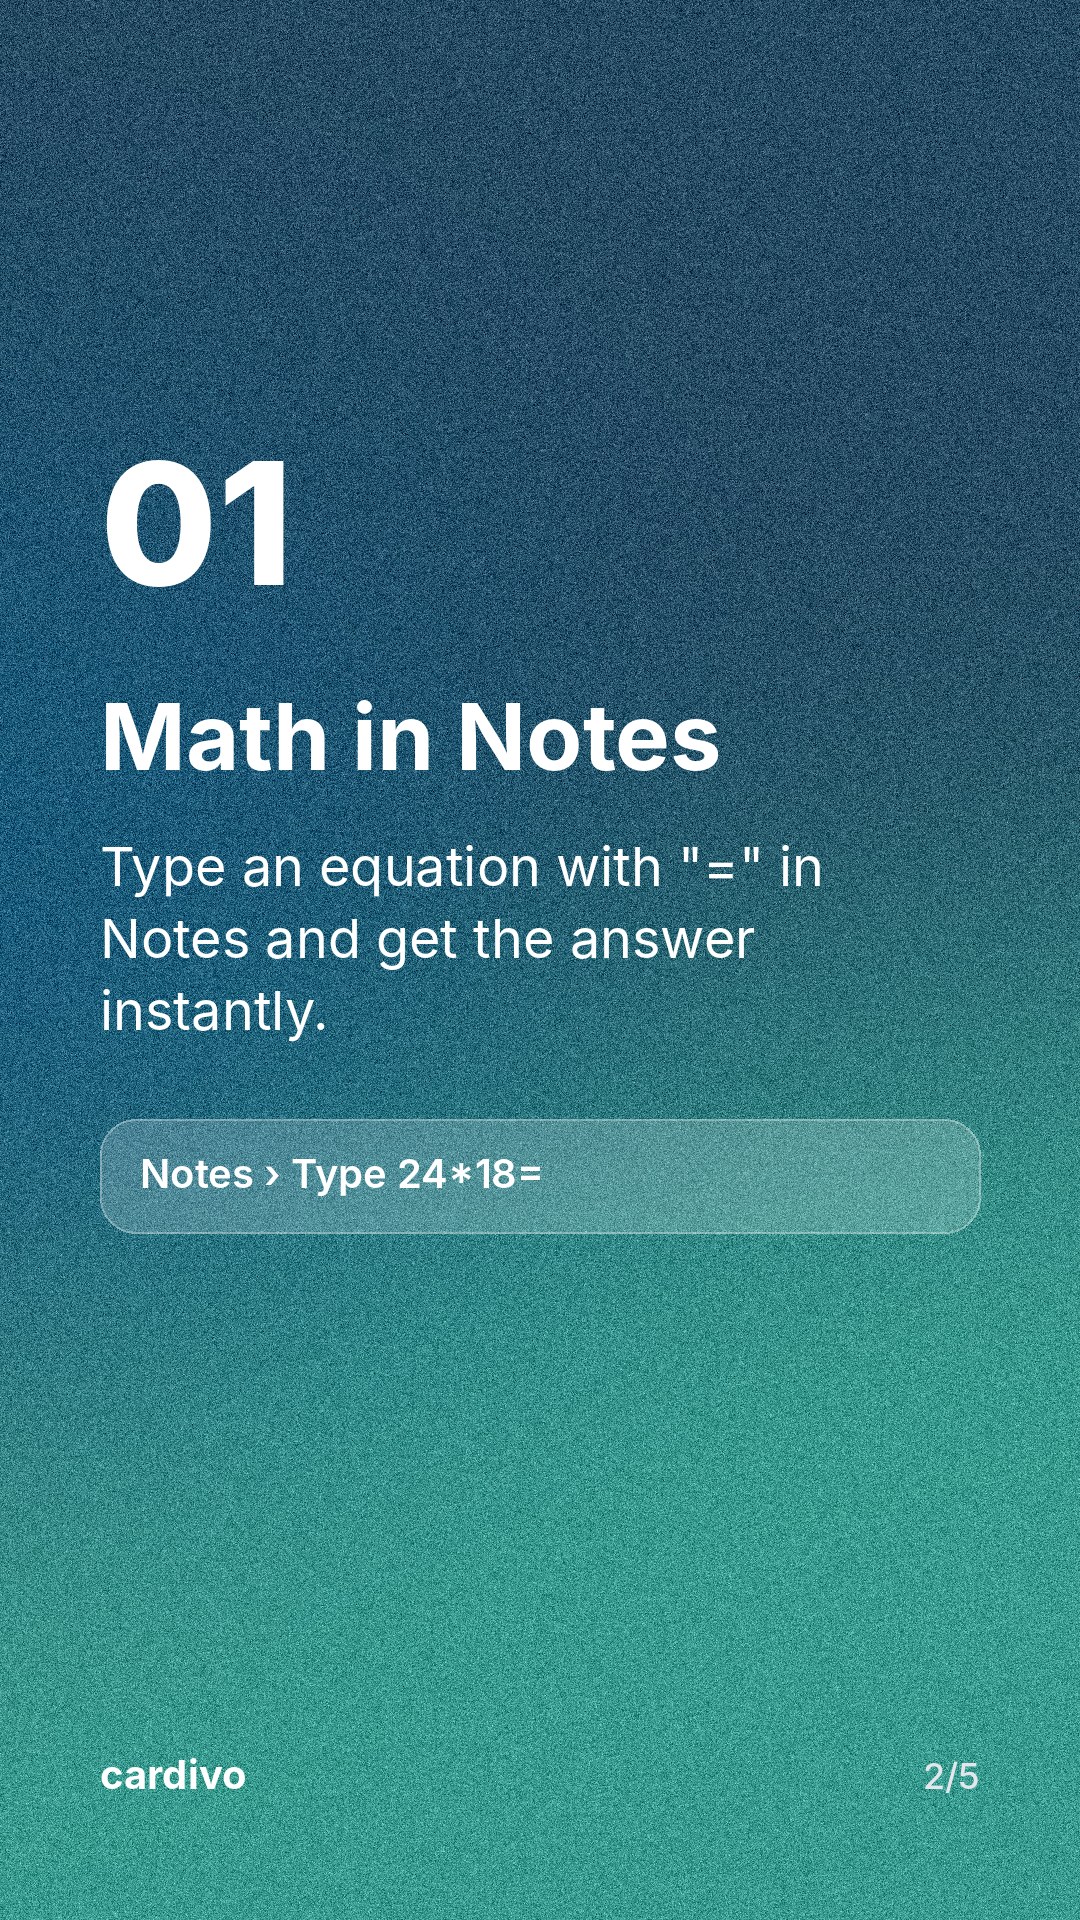 01
Math in Notes
Type an equation with "=" in
Notes and get the answer
instantly.
Notes › Type 24*18=
cardivo
2/5